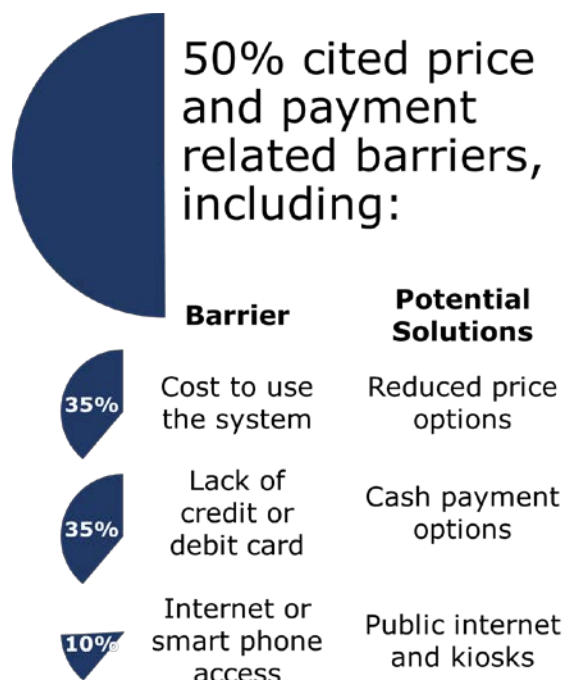 50% cited price
and payment
related barriers,
including:
Barrier
Potential
Solutions
35%
Cost to use
the system
Reduced price
options
35%
Lack of
credit or
debit card
Cash payment
options
10%
Internet or
smart phone
access
Public internet
and kiosks